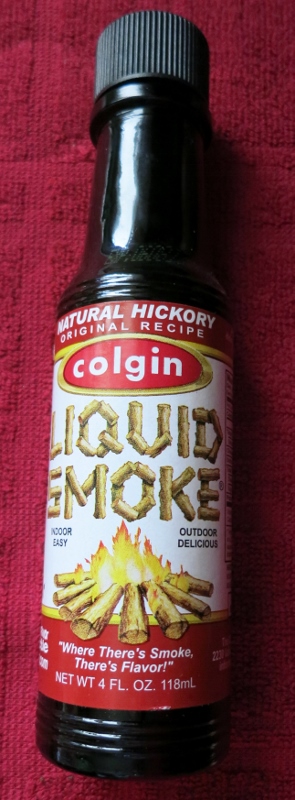 NATURAL HICKORY
ORIGINAL RECIPE
colgin
LIQUID
SMOKE
INDOOR
EASY
OUTDOOR
DELICIOUS
"Where There's Smoke,
There's Flavor!"
NET WT 4 FL. OZ. 118mL